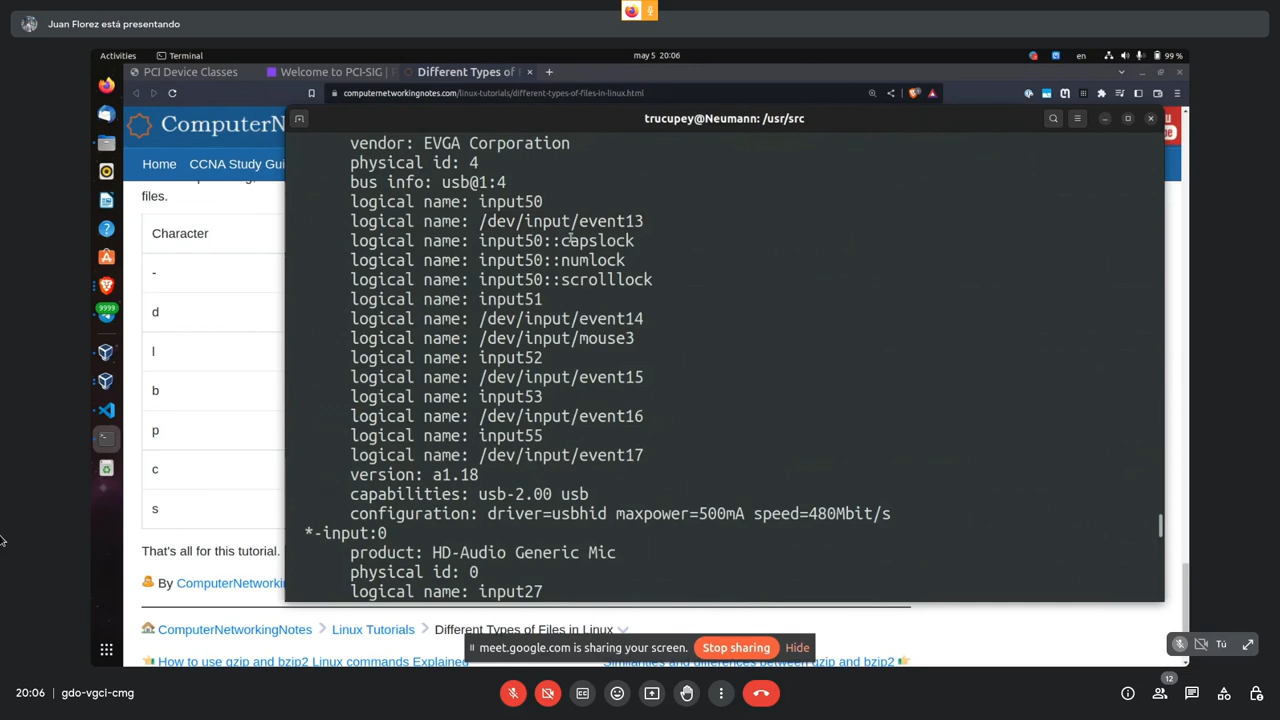 Juan Florez está presentando
Activities
Terminal
may 5 20:06
en
99 %
PCI Device Classes
Welcome to PCI-SIG |
Different Types of F
computernetworkingnotes.com/linux-tutorials/different-types-of-files-in-linux.html
ComputerN
trucupey@Neumann: /usr/src
Home
CCNA Study Gui
files.
Character
-
d
l
b
p
c
s
vendor: EVGA Corporation
physical id: 4
bus info: usb@1:4
logical name: input50
logical name: /dev/input/event13
logical name: input50::capslock
logical name: input50::numlock
logical name: input50::scrolllock
logical name: input51
logical name: /dev/input/event14
logical name: /dev/input/mouse3
logical name: input52
logical name: /dev/input/event15
logical name: input53
logical name: /dev/input/event16
logical name: input55
logical name: /dev/input/event17
version: a1.18
capabilities: usb-2.00 usb
configuration: driver=usbhid maxpower=500mA speed=480Mbit/s
*-input:0
product: HD-Audio Generic Mic
physical id: 0
logical name: input27
9999
That's all for this tutorial.
By ComputerNetworkin
ComputerNetworkingNotes
Linux Tutorials
Different Types of Files in Linux
meet.google.com is sharing your screen.
Stop sharing
Hide
How to use gzip and bzip2 Linux commands Explained
Similarities and differences between gzip and bzip2
Tú
20:06
gdo-vgci-cmg
12